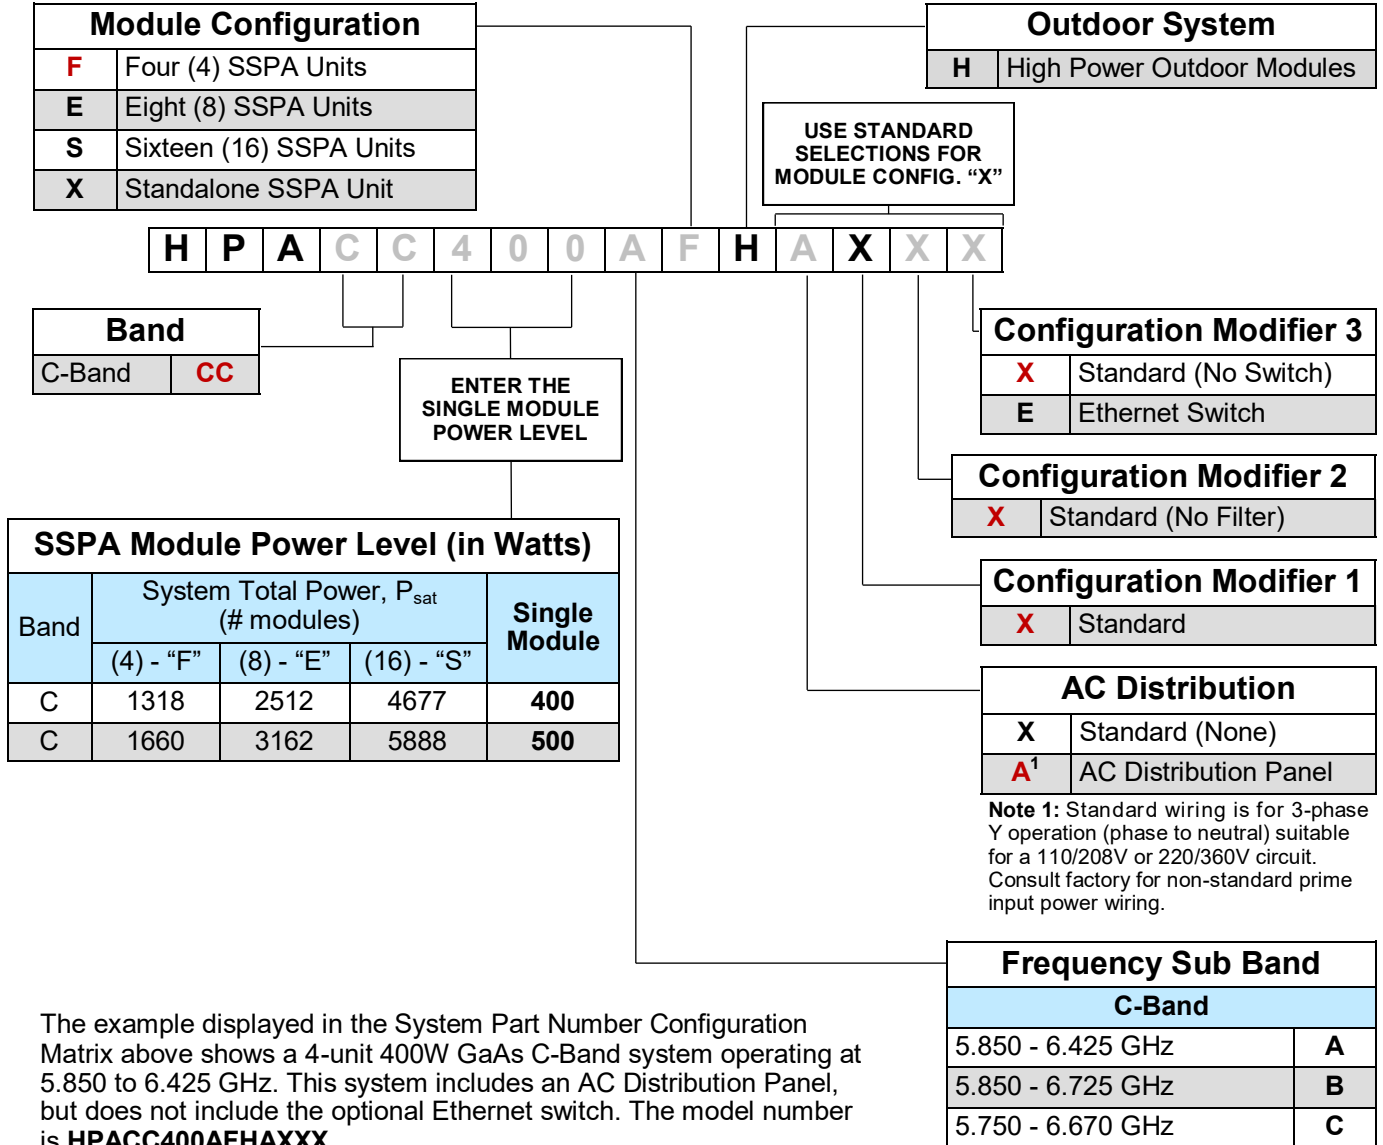 Module Configuration
F Four (4) SSPA Units
E Eight (8) SSPA Units
S Sixteen (16) SSPA Units
X Standalone SSPA Unit
Outdoor System
H High Power Outdoor Modules
USE STANDARD
SELECTIONS FOR
MODULE CONFIG. “X”
H P A C C 4 0 0 A F H A X X X
Band
C-Band CC
ENTER THE
SINGLE MODULE
POWER LEVEL
Configuration Modifier 3
X Standard (No Switch)
E Ethernet Switch
Configuration Modifier 2
X Standard (No Filter)
Configuration Modifier 1
X Standard
AC Distribution
X Standard (None)
A1 AC Distribution Panel
Note 1: Standard wiring is for 3-phase
Y operation (phase to neutral) suitable
for a 110/208V or 220/360V circuit.
Consult factory for non-standard prime
input power wiring.
SSPA Module Power Level (in Watts)
Band
System Total Power, Psat
(# modules)
Single
Module
(4) - “F” (8) - “E” (16) - “S”
C 1318 2512 4677 400
C 1660 3162 5888 500
Frequency Sub Band
C-Band
5.850 - 6.425 GHz A
5.850 - 6.725 GHz B
5.750 - 6.670 GHz C
The example displayed in the System Part Number Configuration
Matrix above shows a 4-unit 400W GaAs C-Band system operating at
5.850 to 6.425 GHz. This system includes an AC Distribution Panel,
but does not include the optional Ethernet switch. The model number
is HPACC400AFHAXXX